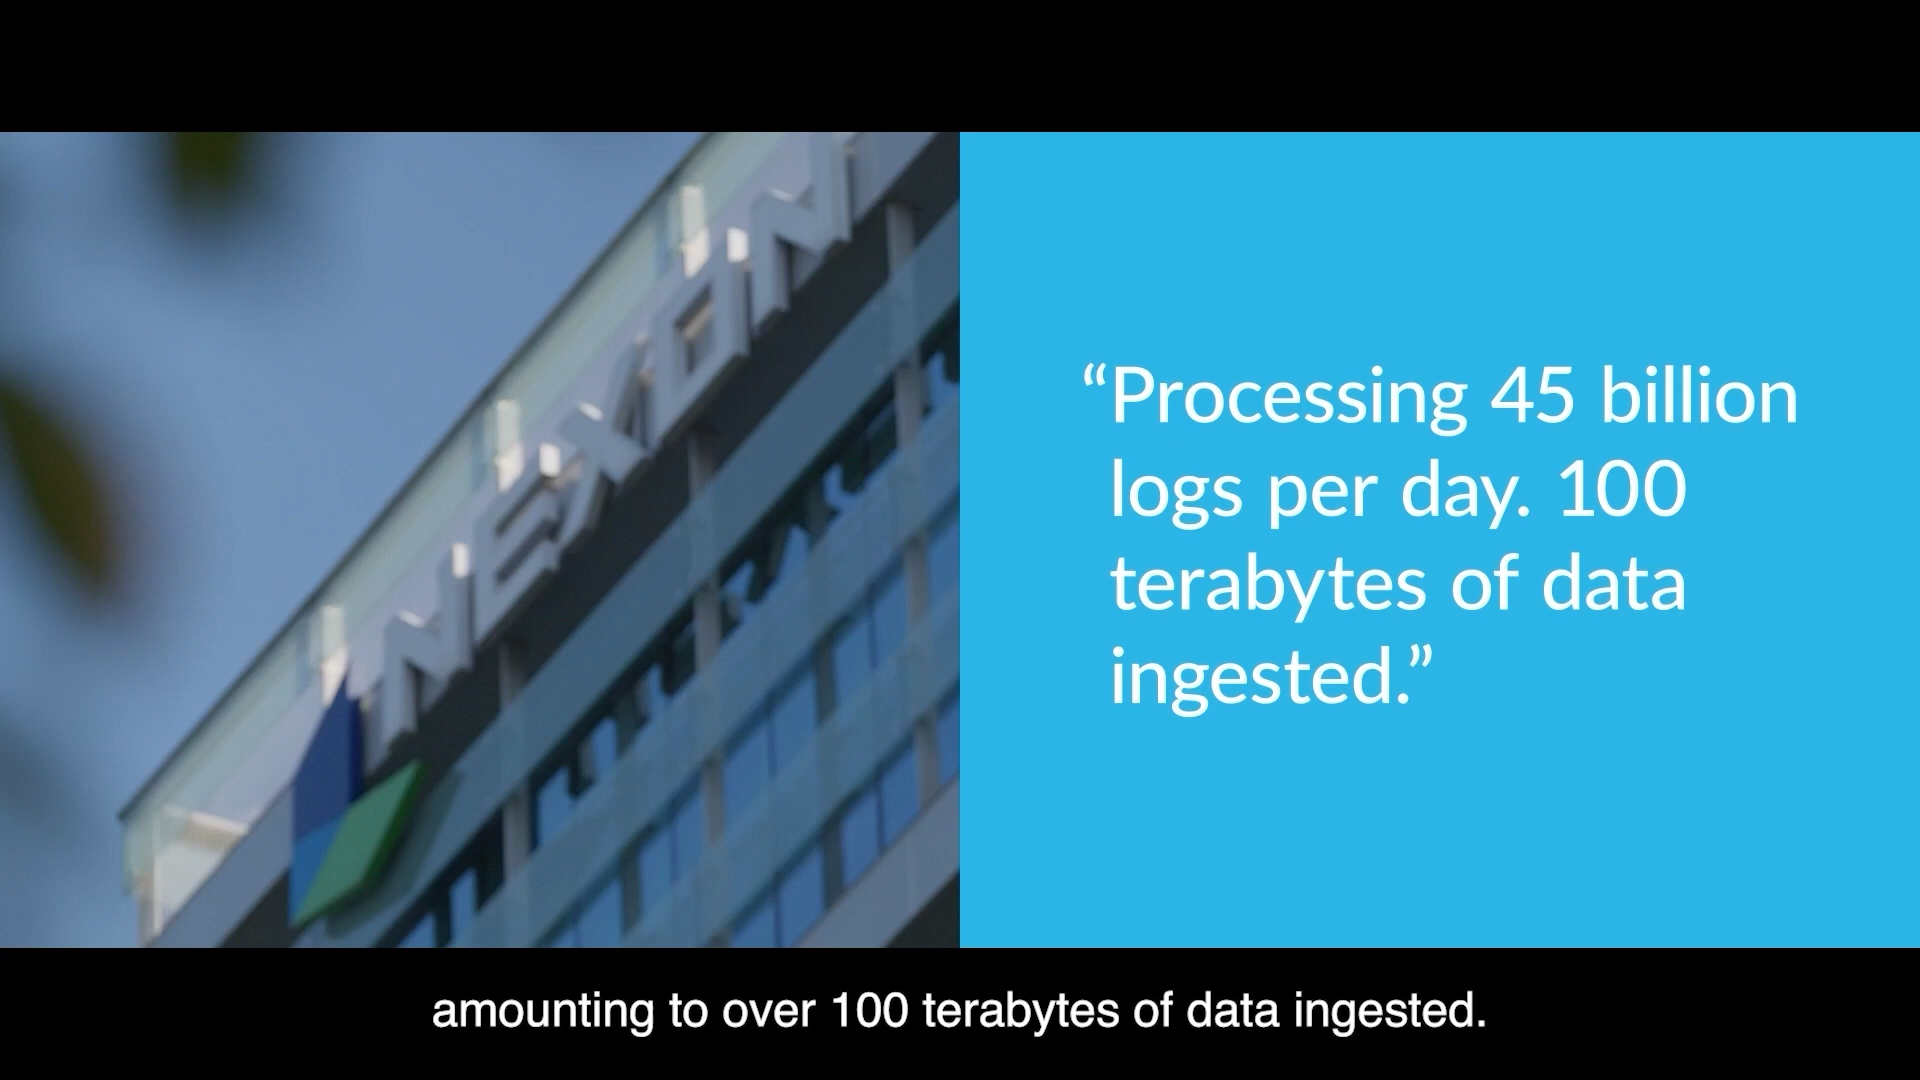 NEXON
“Processing 45 billion
logs per day. 100
terabytes of data
ingested.”
amounting to over 100 terabytes of data ingested.